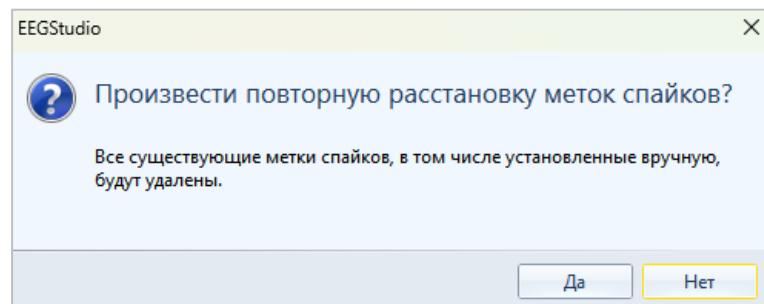 EEGStudio
Произвести повторную расстановку меток спайков?
Все существующие метки спайков, в том числе установленные вручную,
будут удалены.
Да Нет